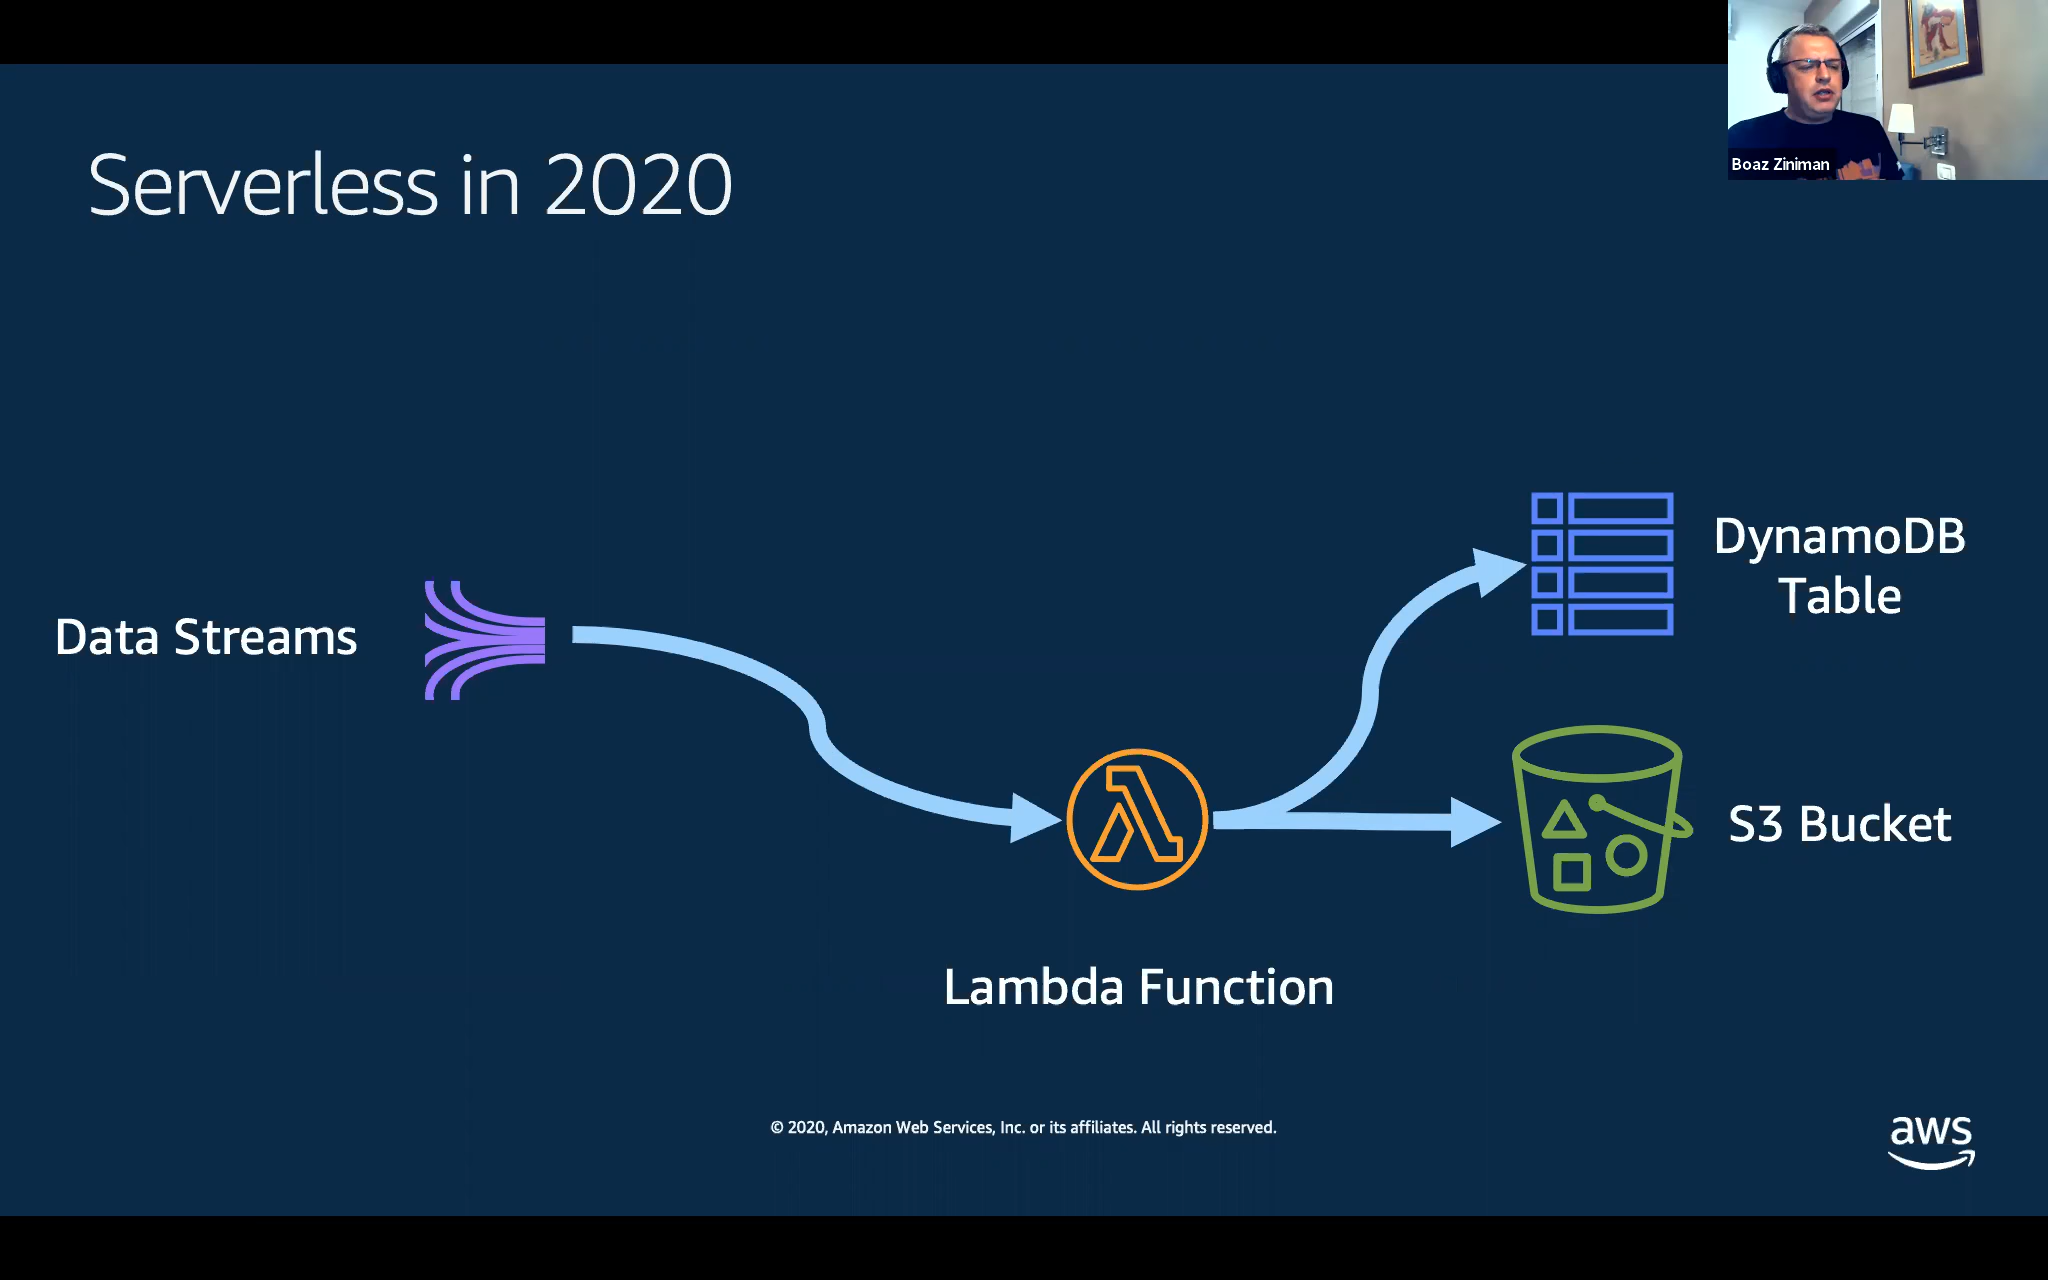 Boaz Ziniman
Serverless in 2020
Data Streams
DynamoDB
Table
S3 Bucket
Lambda Function
© 2020, Amazon Web Services, Inc. or its affiliates. All rights reserved.
aws